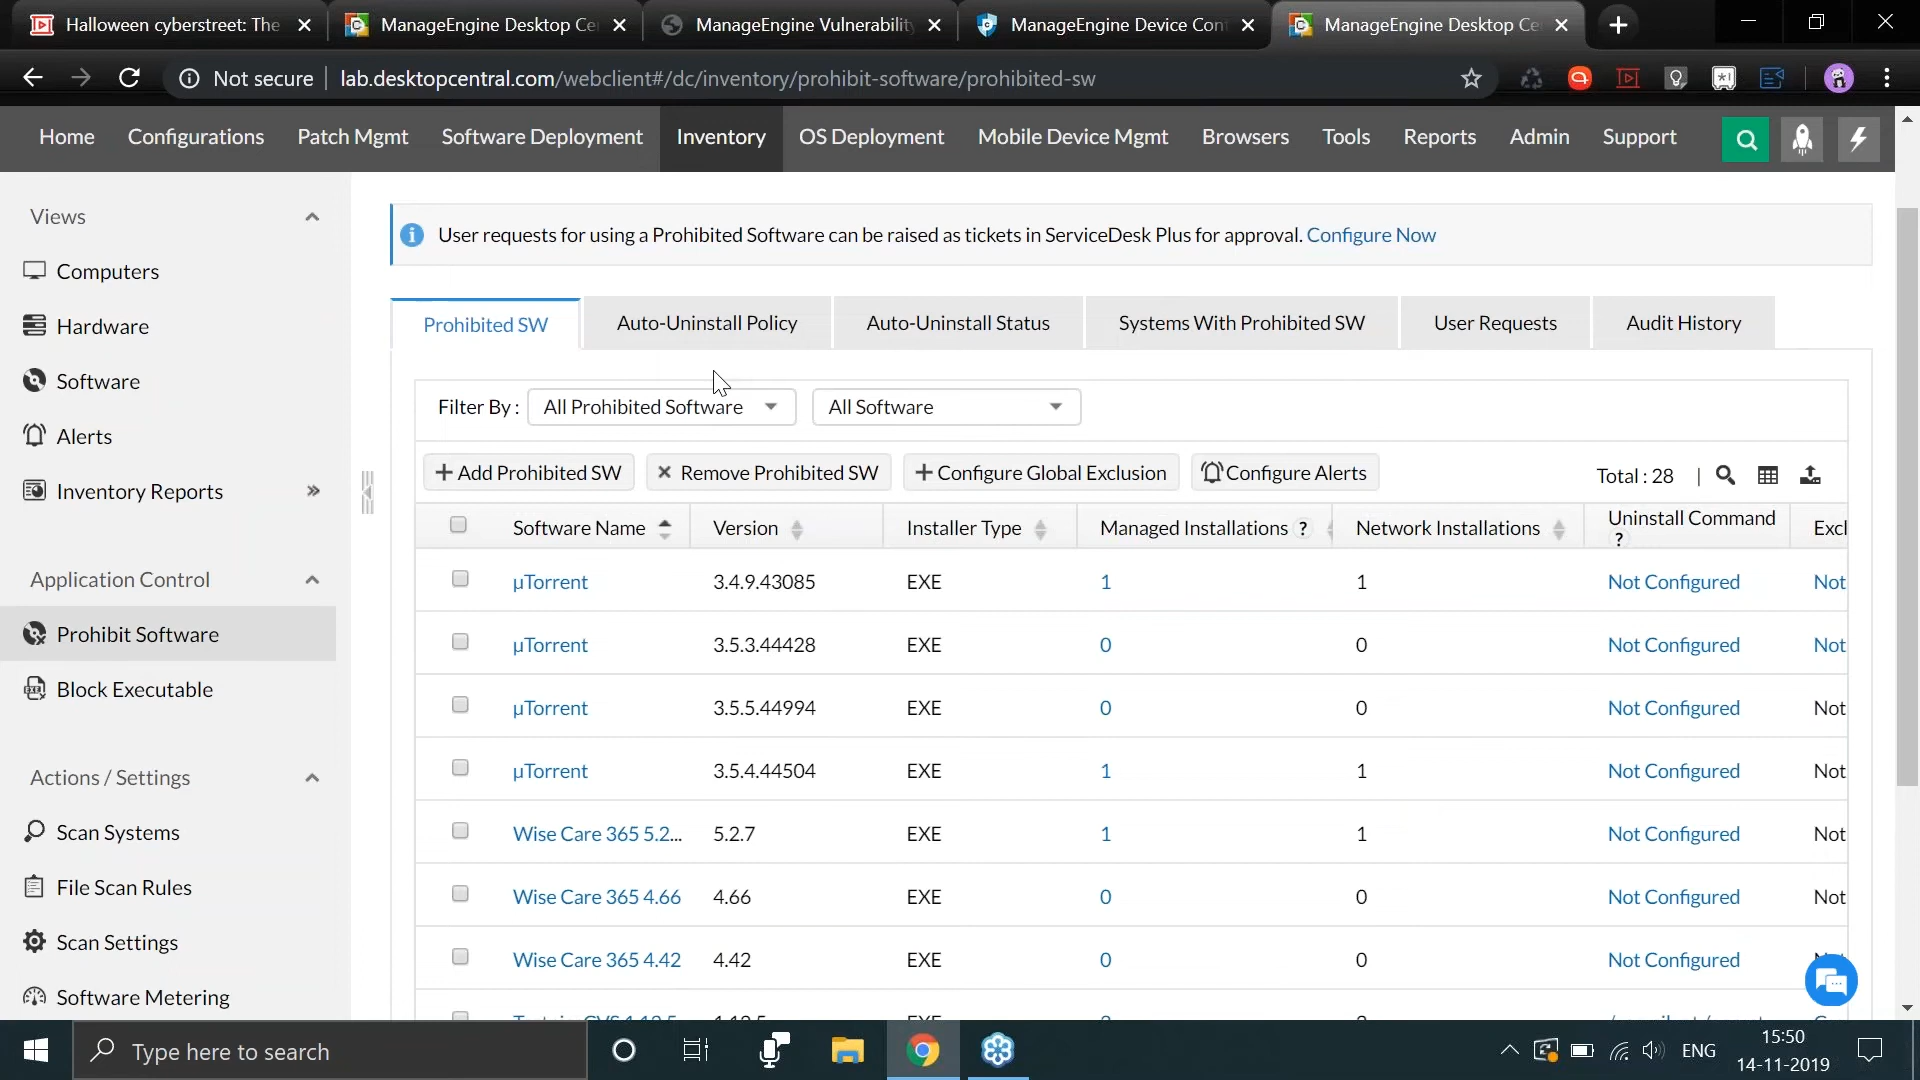 Halloween cyberstreet: The
ManageEngine Desktop Ce
ManageEngine Vulnerability
ManageEngine Device Con
ManageEngine Desktop Ce
Not secure
lab.desktopcentral.com/webclient#/dc/inventory/prohibit-software/prohibited-sw
Home Configurations Patch Mgmt Software Deployment Inventory OS Deployment Mobile Device Mgmt Browsers Tools Reports Admin Support
Views
Computers
Hardware
Software
Alerts
Inventory Reports
Application Control
Prohibit Software
Block Executable
Actions / Settings
Scan Systems
File Scan Rules
Scan Settings
Software Metering
User requests for using a Prohibited Software can be raised as tickets in ServiceDesk Plus for approval. Configure Now
Prohibited SW Auto-Uninstall Policy Auto-Uninstall Status Systems With Prohibited SW User Requests Audit History
Filter By : All Prohibited Software All Software
Add Prohibited SW Remove Prohibited SW Configure Global Exclusion Configure Alerts Total : 28
Software Name Version Installer Type Managed Installations ? Network Installations Uninstall Command ? Excl
µTorrent 3.4.9.43085 EXE 1 1 Not Configured Not
µTorrent 3.5.3.44428 EXE 0 0 Not Configured Not
µTorrent 3.5.5.44994 EXE 0 0 Not Configured Not
µTorrent 3.5.4.44504 EXE 1 1 Not Configured Not
Wise Care 365 5.2... 5.2.7 EXE 1 1 Not Configured Not
Wise Care 365 4.66 4.66 EXE 0 0 Not Configured Not
Wise Care 365 4.42 4.42 EXE 0 0 Not Configured
Type here to search
ENG
15:50
14-11-2019